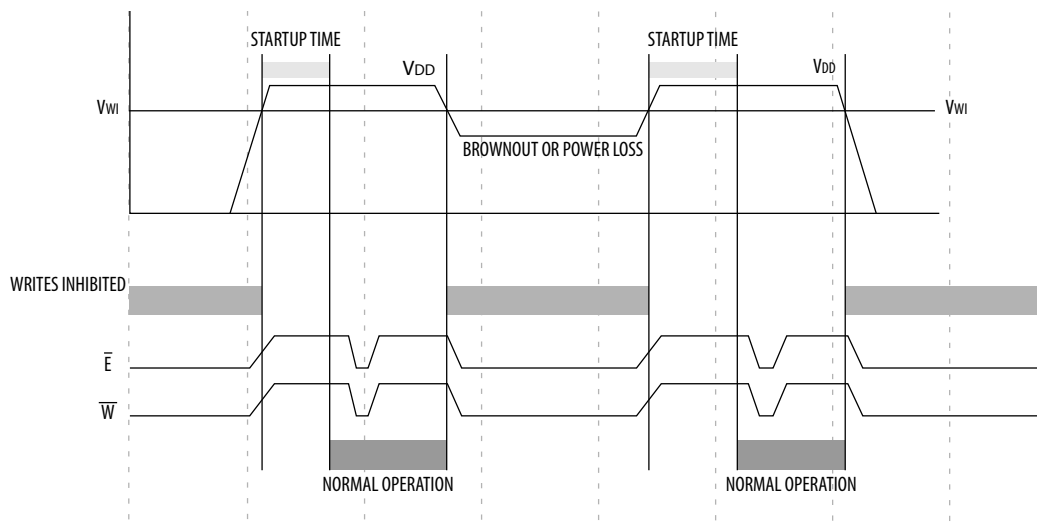 STARTUP TIME
STARTUP TIME
VDD
VDD
VWI
VWI
BROWNOUT OR POWER LOSS
WRITES INHIBITED
E̅
W̅
NORMAL OPERATION
NORMAL OPERATION